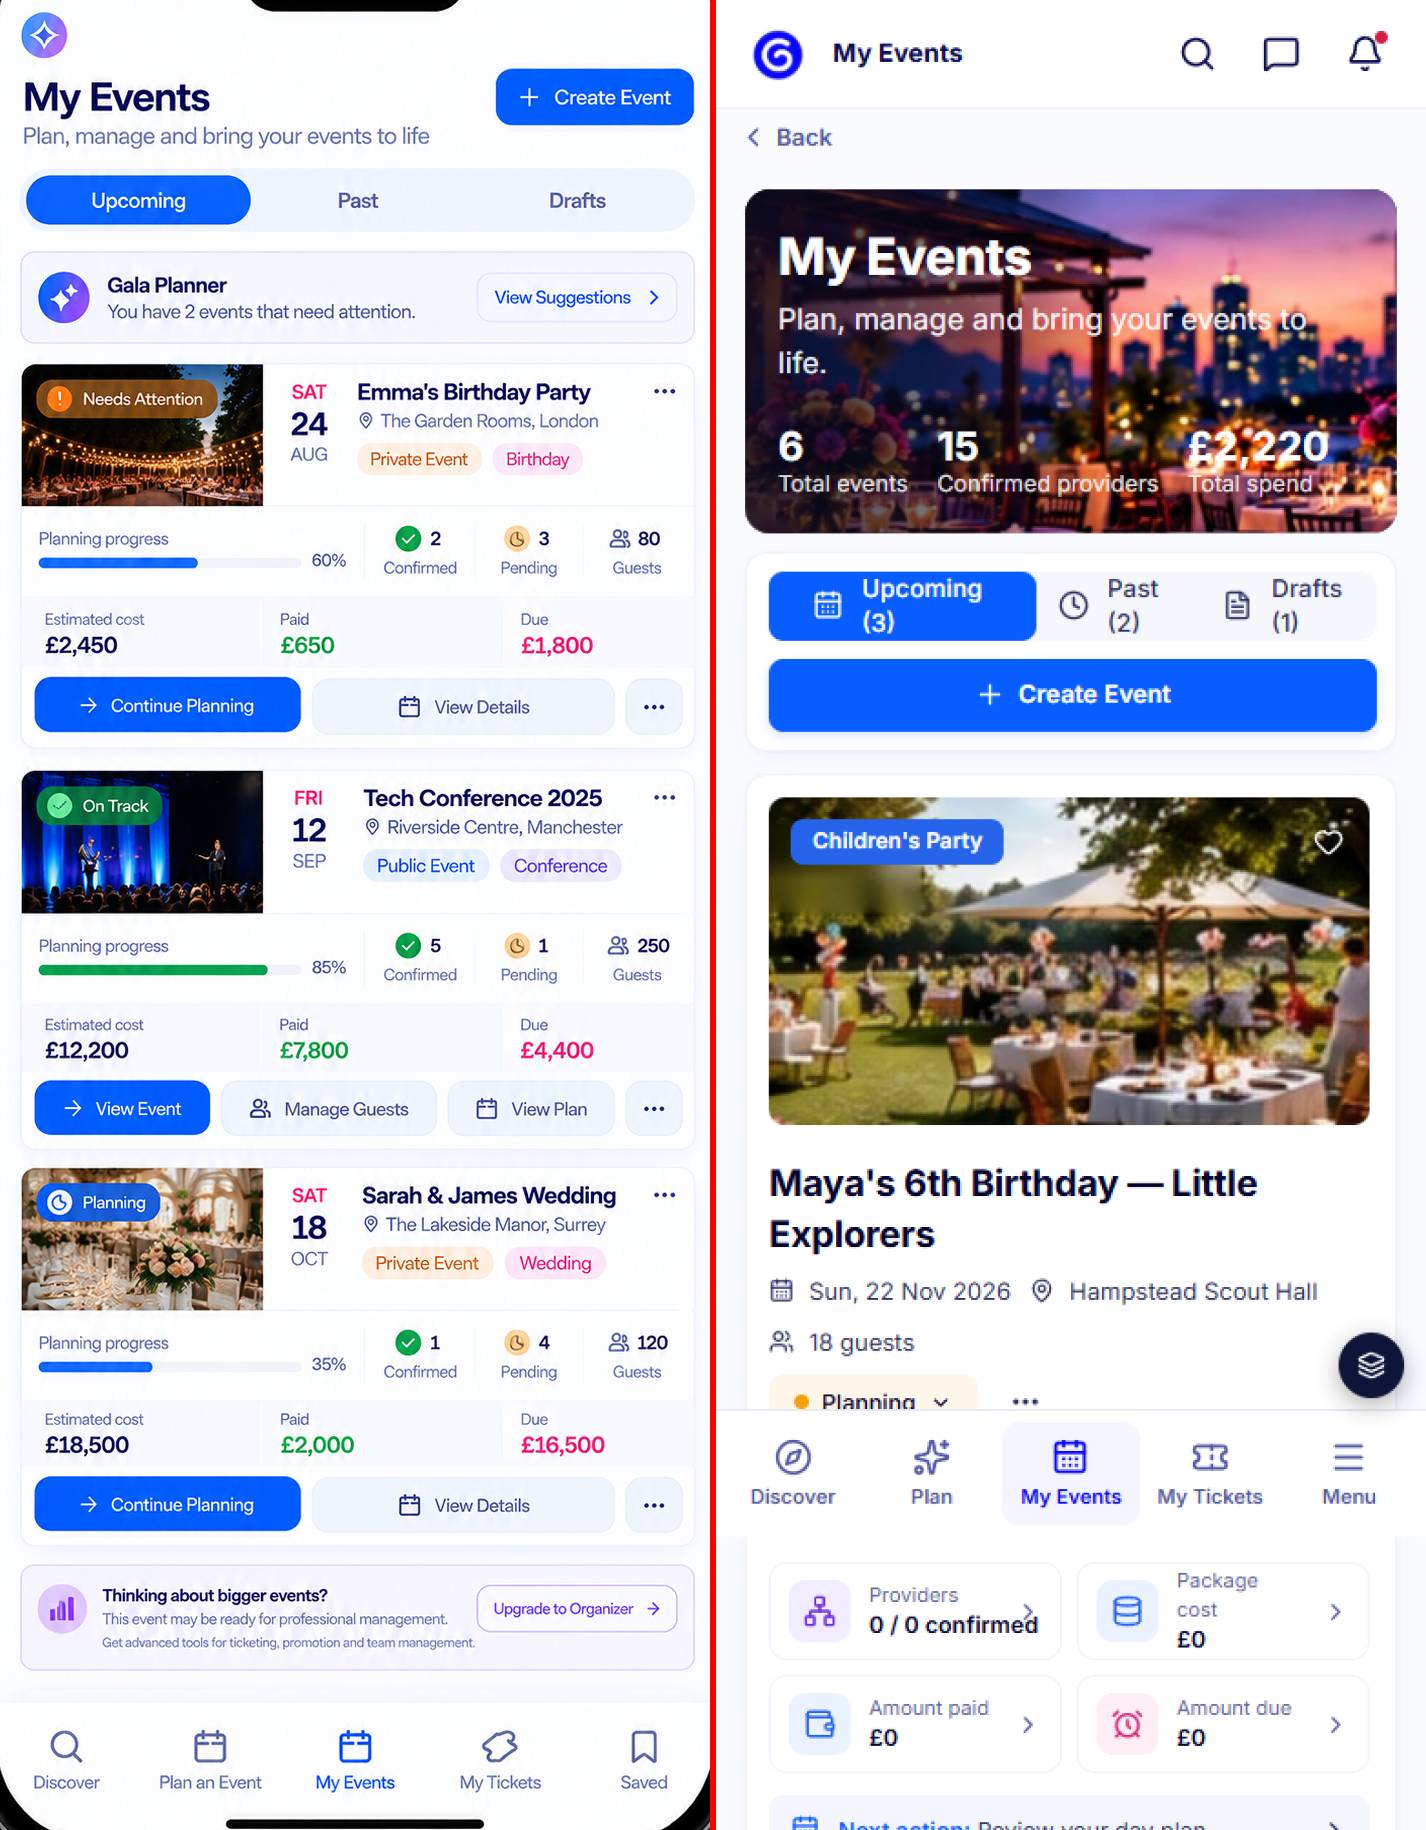 My Events
Create Event
Plan, manage and bring your events to life
Upcoming
Past
Drafts
Gala Planner
You have 2 events that need attention.
View Suggestions
Needs Attention
SAT
24
AUG
Emma's Birthday Party
The Garden Rooms, London
Private Event
Birthday
Planning progress
60%
2
Confirmed
3
Pending
80
Guests
Estimated cost
£2,450
Paid
£650
Due
£1,800
Continue Planning
View Details
On Track
FRI
12
SEP
Tech Conference 2025
Riverside Centre, Manchester
Public Event
Conference
Planning progress
85%
5
Confirmed
1
Pending
250
Guests
Estimated cost
£12,200
Paid
£7,800
Due
£4,400
View Event
Manage Guests
View Plan
Planning
SAT
18
OCT
Sarah & James Wedding
The Lakeside Manor, Surrey
Private Event
Wedding
Planning progress
35%
1
Confirmed
4
Pending
120
Guests
Estimated cost
£18,500
Paid
£2,000
Due
£16,500
Continue Planning
View Details
Thinking about bigger events?
This event may be ready for professional management.
Get advanced tools for ticketing, promotion and team management.
Upgrade to Organizer
Discover
Plan an Event
My Events
My Tickets
Saved
My Events
Back
My Events
Plan, manage and bring your events to
life.
6
Total events
15
Confirmed providers
£2,220
Total spend
Upcoming
(3)
Past
(2)
Drafts
(1)
Create Event
Children's Party
Maya's 6th Birthday — Little
Explorers
Sun, 22 Nov 2026
Hampstead Scout Hall
18 guests
Planning
Discover
Plan
My Events
My Tickets
Menu
Providers
0 / 0 confirmed
Package
cost
£0
Amount paid
£0
Amount due
£0
Next action: Review your day plan